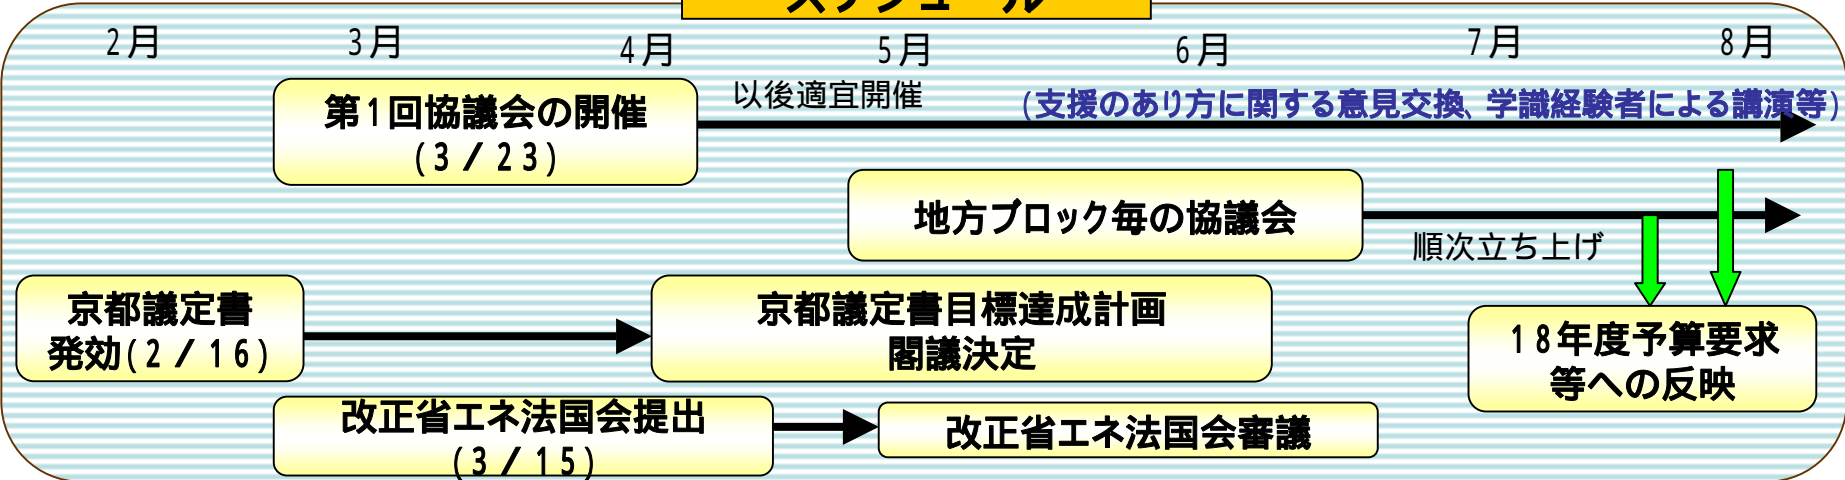 スケジュール
2月 3月 4月 5月 6月 7月 8月
第1回協議会の開催
(3/23)
以後適宜開催
(支援のあり方に関する意見交換、学識経験者による講演等)
地方ブロック毎の協議会
順次立ち上げ
京都議定書
発効(2/16)
京都議定書目標達成計画
閣議決定
18年度予算要求
等への反映
改正省エネ法国会提出
(3/15)
改正省エネ法国会審議